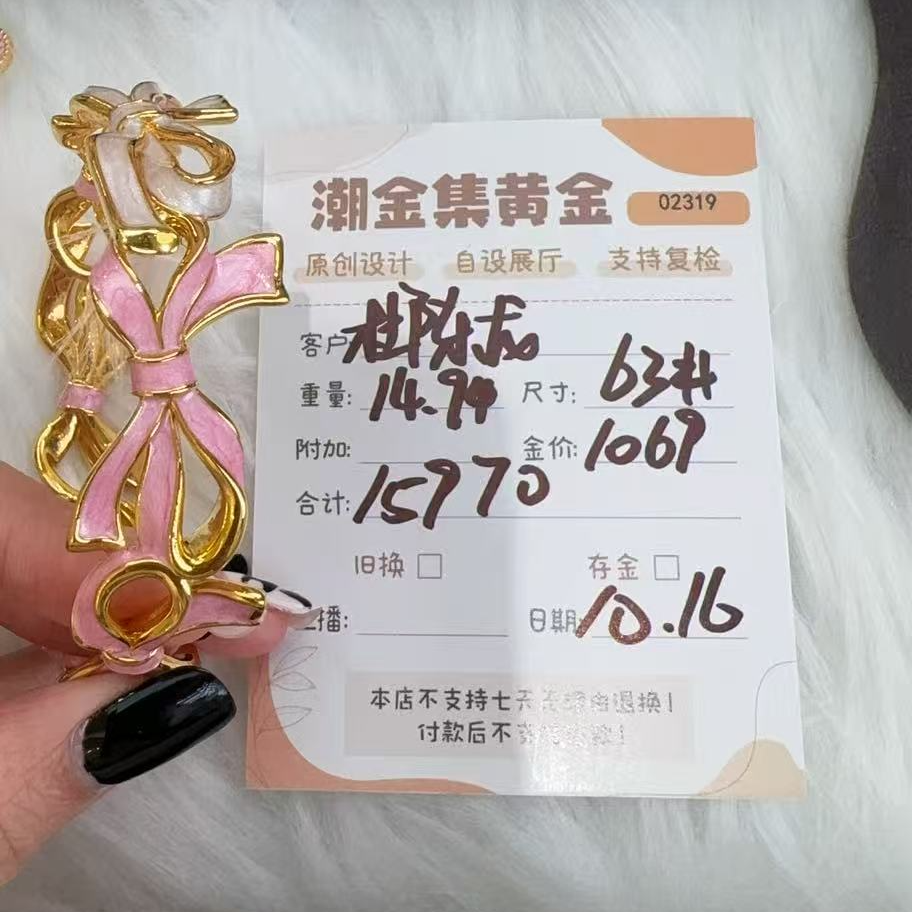 潮金集黄金 02319
原创设计 自设展厅 支持复检
客户
重量: 14.94 尺寸: 63#
附加: 金价: 1069
合计: 15970
旧换 □ 存金 □
播: 日期: 10.16
本店不支持七天 退换!
付款后不